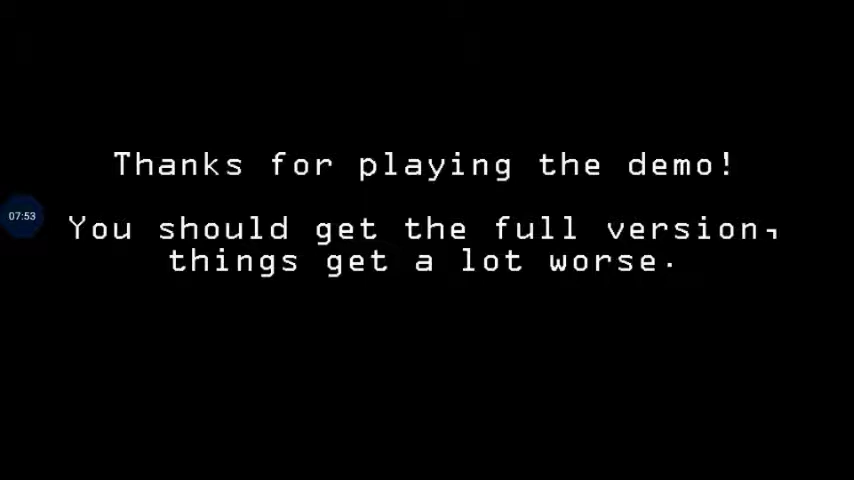 Thanks for playing the demo!
07:53
You should get the full version,
things get a lot worse.